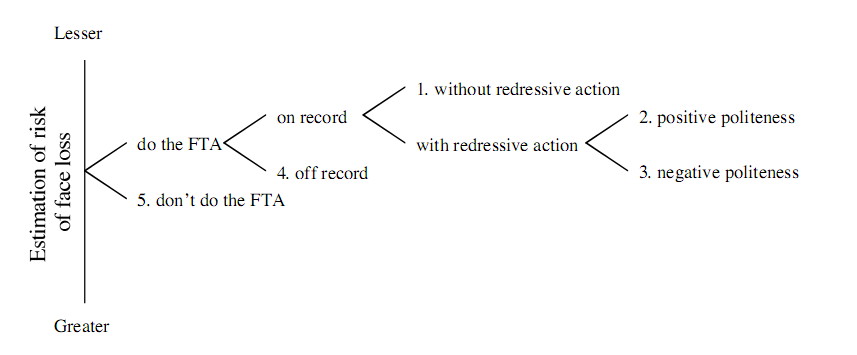 Lesser
Estimation of risk
of face loss
1. without redressive action
on record
2. positive politeness
do the FTA
with redressive action
4. off record
3. negative politeness
5. don't do the FTA
Greater